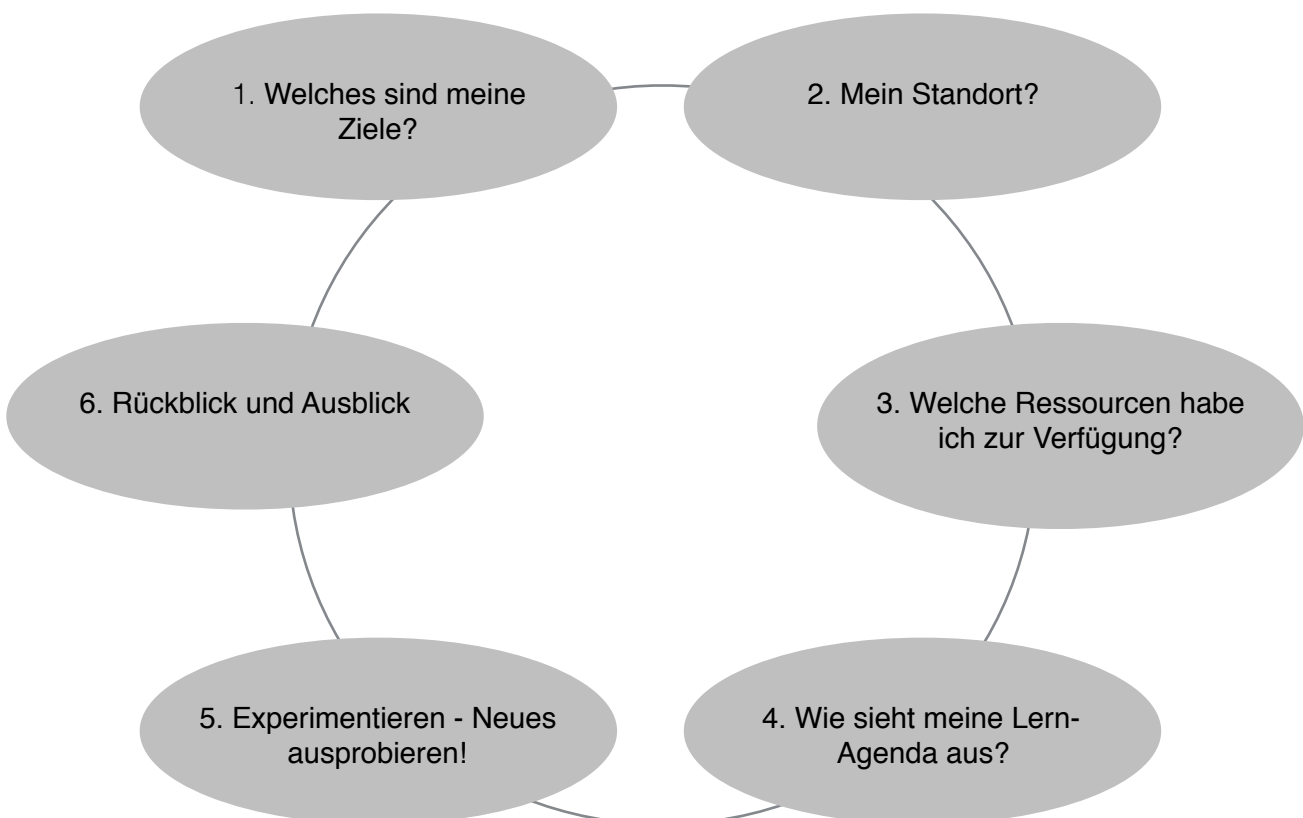 1. Welches sind meine
Ziele?
2. Mein Standort?
3. Welche Ressourcen habe
ich zur Verfügung?
4. Wie sieht meine Lern-
Agenda aus?
5. Experimentieren - Neues
ausprobieren!
6. Rückblick und Ausblick